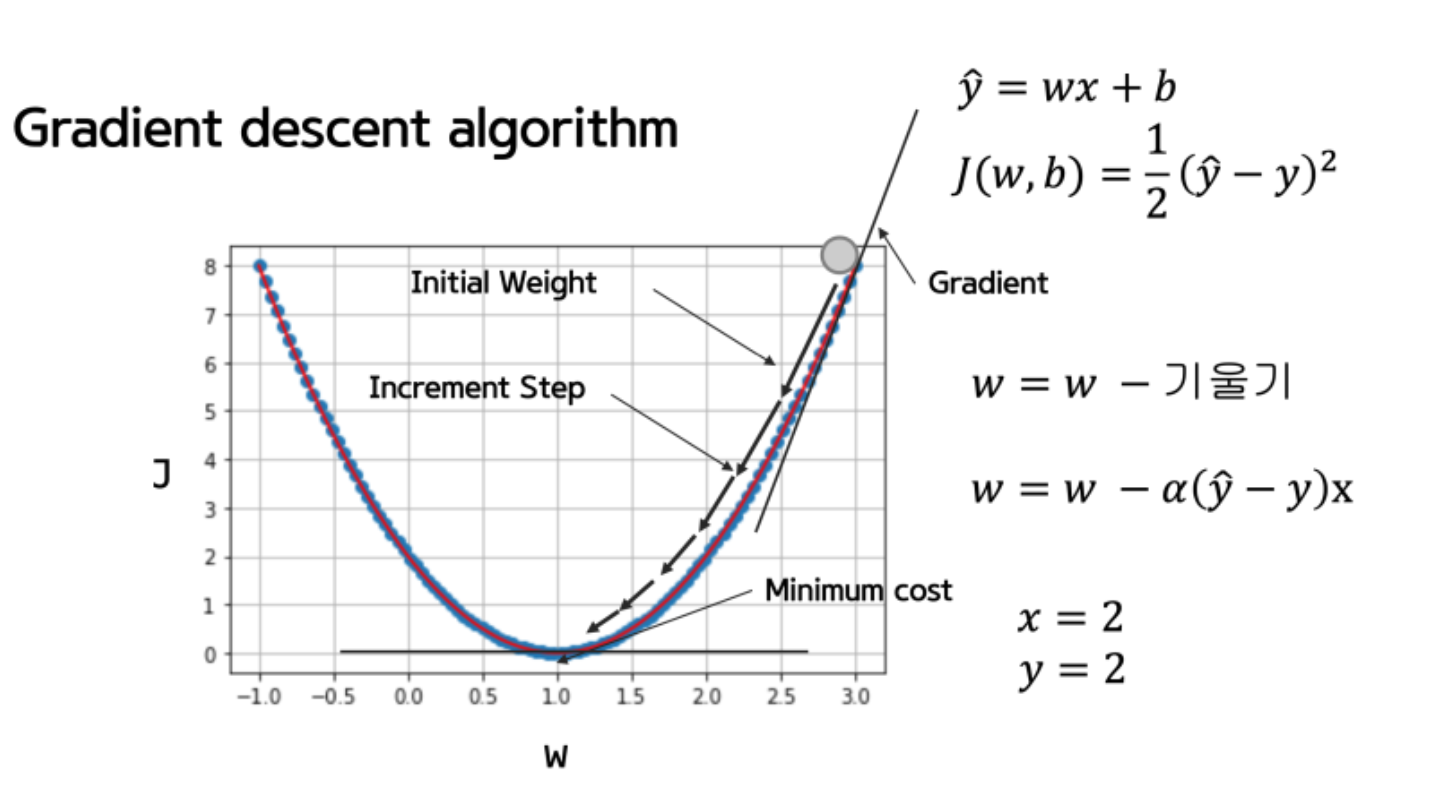 Gradient descent algorithm
ŷ = wx + b
J(w, b) = 1/2 (ŷ − y)²
Gradient
Initial Weight
Increment Step
Minimum cost
w = w − 기울기
w = w − α(ŷ − y)x
x = 2
y = 2
J
8
7
6
5
4
3
2
1
0
−1.0 −0.5 0.0 0.5 1.0 1.5 2.0 2.5 3.0
w